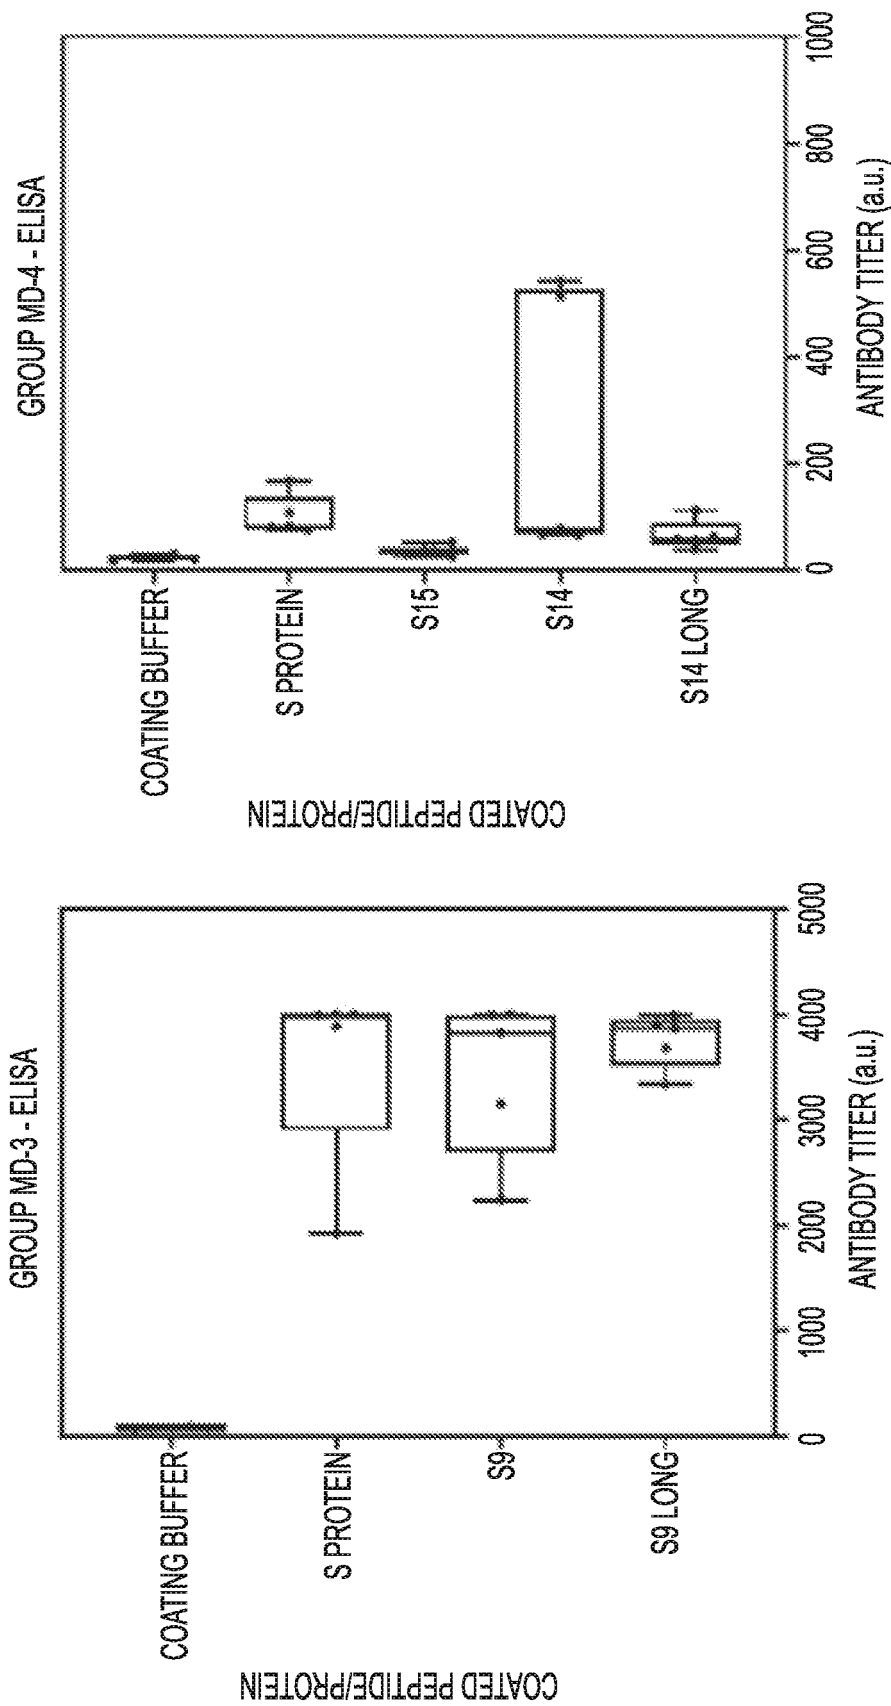 GROUP MD-3 - ELISA
COATED PEPTIDE/PROTEIN
COATING BUFFER
S PROTEIN
S9
S9 LONG
0
1000
2000
3000
4000
5000
ANTIBODY TITER (a.u.)
GROUP MD-4 - ELISA
COATED PEPTIDE/PROTEIN
COATING BUFFER
S PROTEIN
S15
S14
S14 LONG
0
200
400
600
800
1000
ANTIBODY TITER (a.u.)